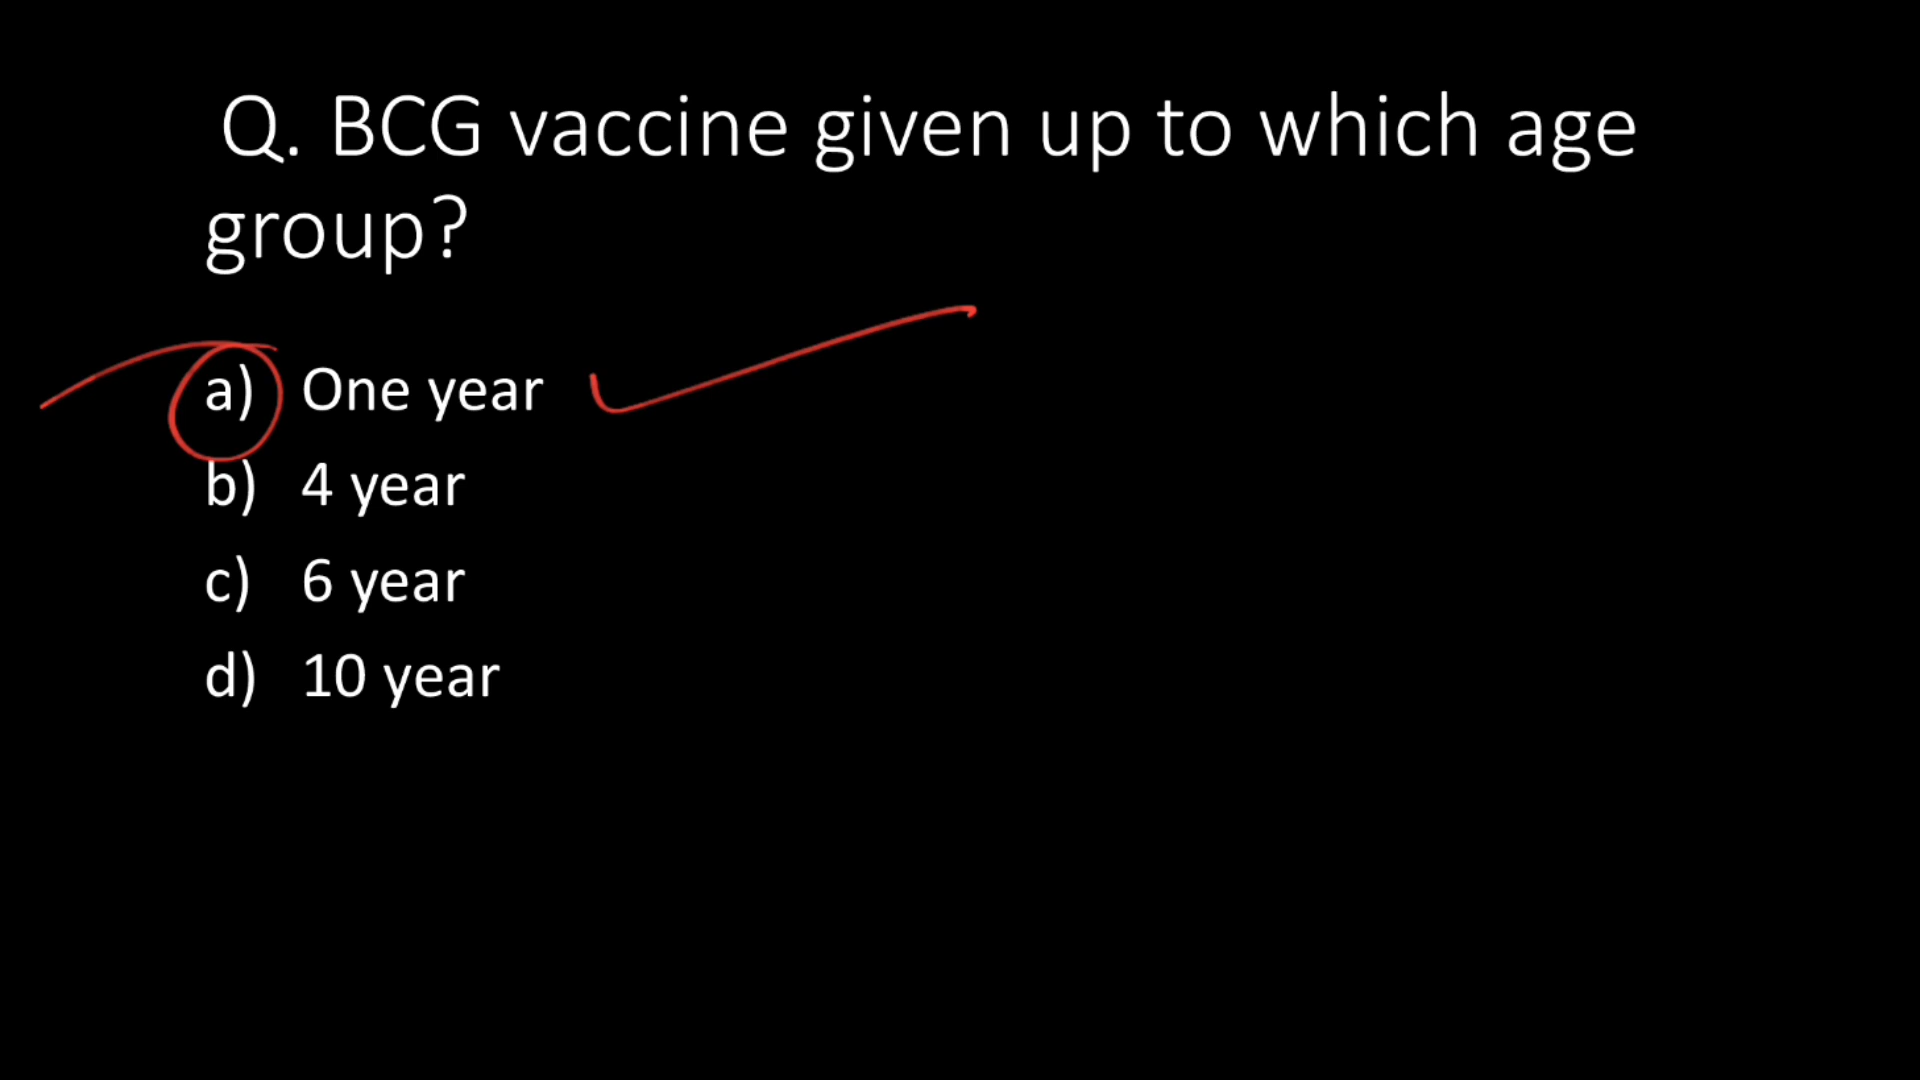 Q. BCG vaccine given up to which age
group?
a) One year
b) 4 year
c) 6 year
d) 10 year